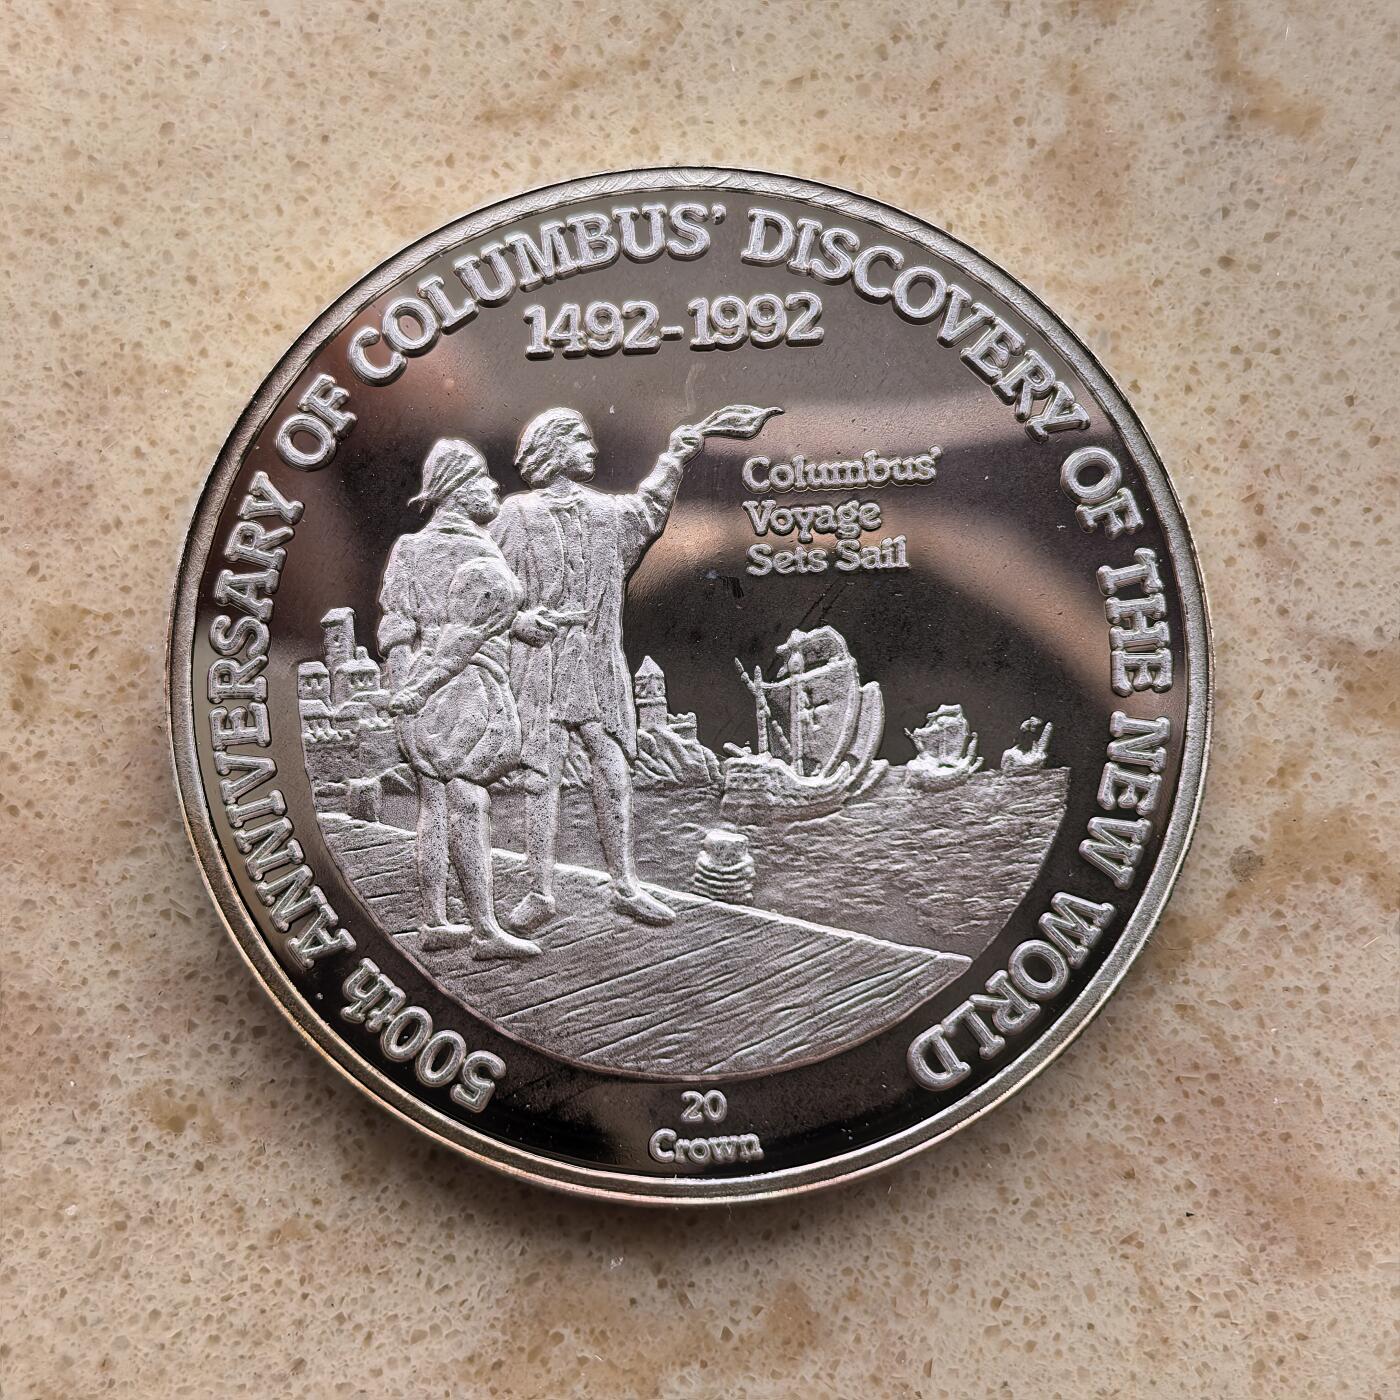 500th ANNIVERSARY OF COLUMBUS' DISCOVERY OF THE NEW WORLD
1492-1992
Columbus'
Voyage
Sets Sail
20
Crown